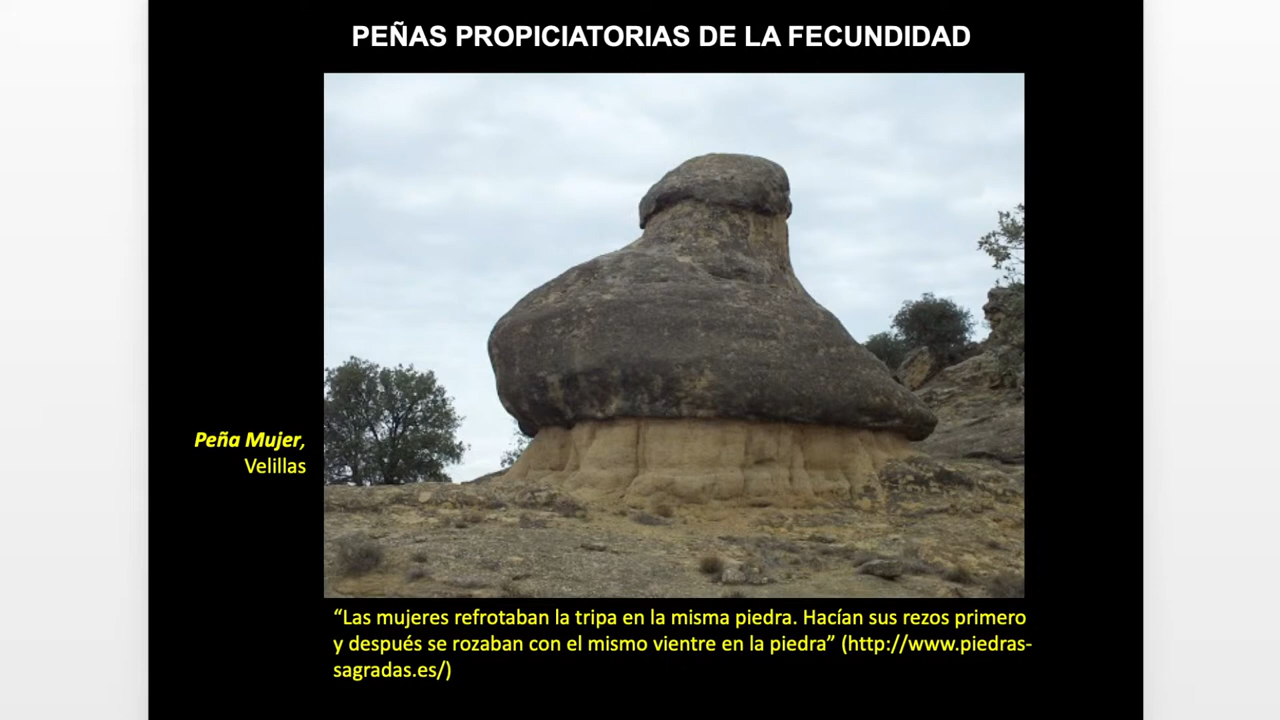 PEÑAS PROPICIATORIAS DE LA FECUNDIDAD
Peña Mujer,
Velillas
“Las mujeres refrotaban la tripa en la misma piedra. Hacían sus rezos primero
y después se rozaban con el mismo vientre en la piedra” (http://www.piedras-
sagradas.es/)